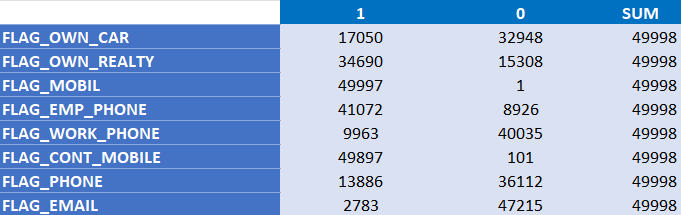 1 0 SUM
FLAG_OWN_CAR 17050 32948 49998
FLAG_OWN_REALTY 34690 15308 49998
FLAG_MOBIL 49997 1 49998
FLAG_EMP_PHONE 41072 8926 49998
FLAG_WORK_PHONE 9963 40035 49998
FLAG_CONT_MOBILE 49897 101 49998
FLAG_PHONE 13886 36112 49998
FLAG_EMAIL 2783 47215 49998